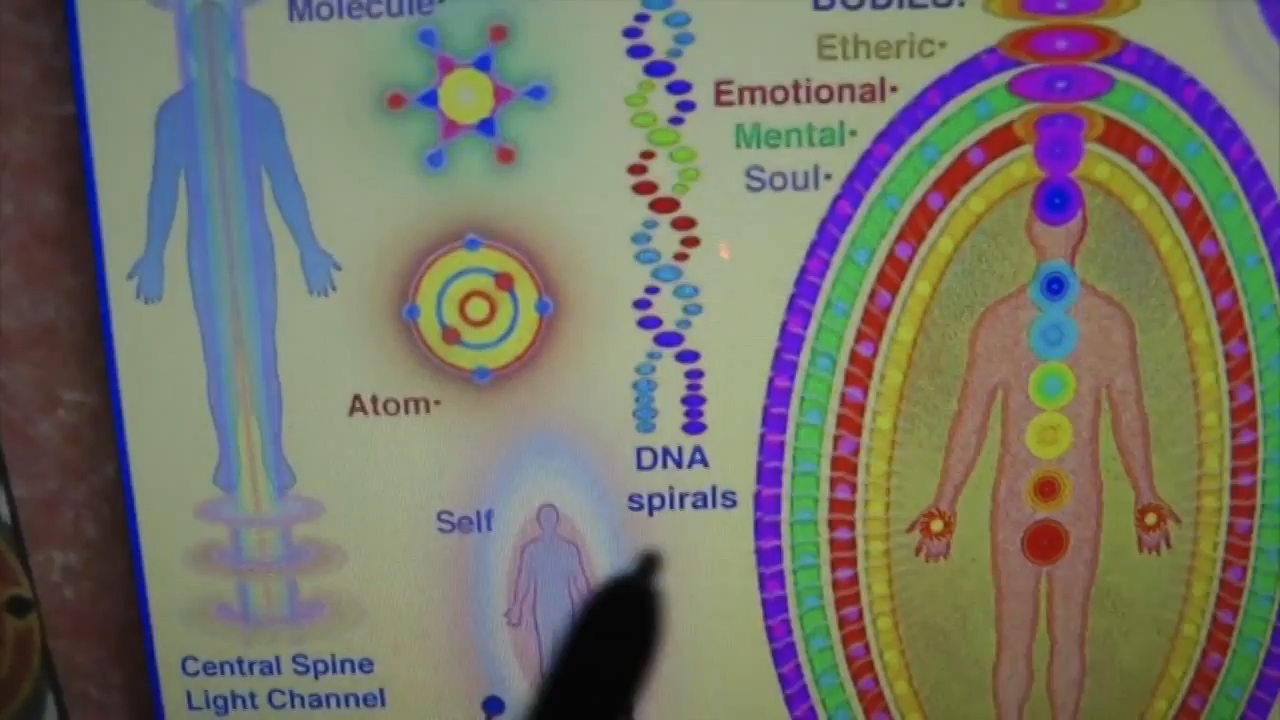 Molecule·
BODIES:
Etheric·
Emotional·
Mental·
Soul·
Atom·
DNA
spirals
Self
Central Spine
Light Channel